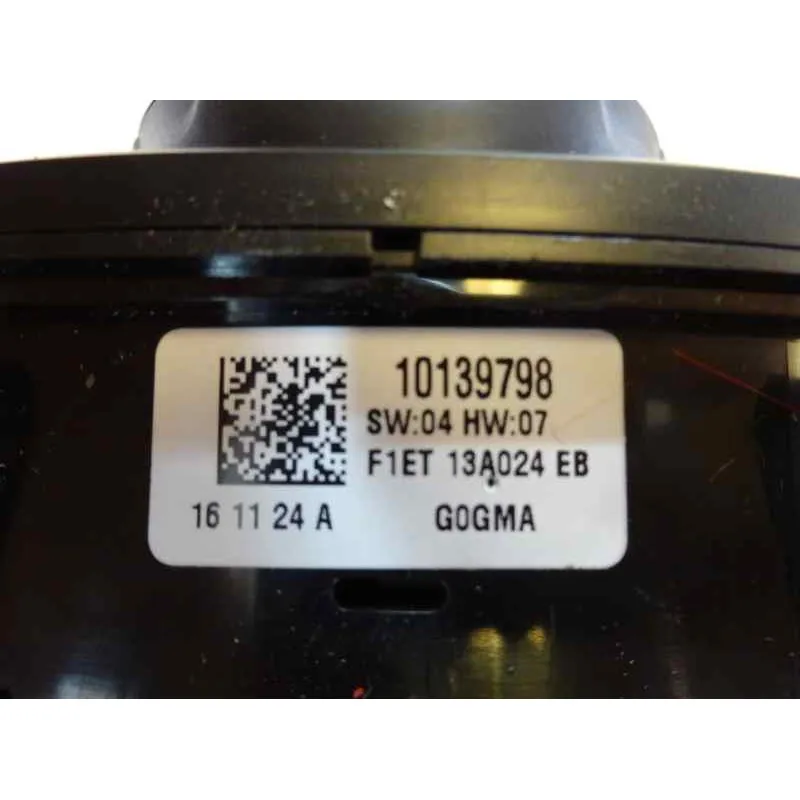 10139798
SW:04 HW:07
F1ET 13A024 EB
16 11 24 A G0GMA